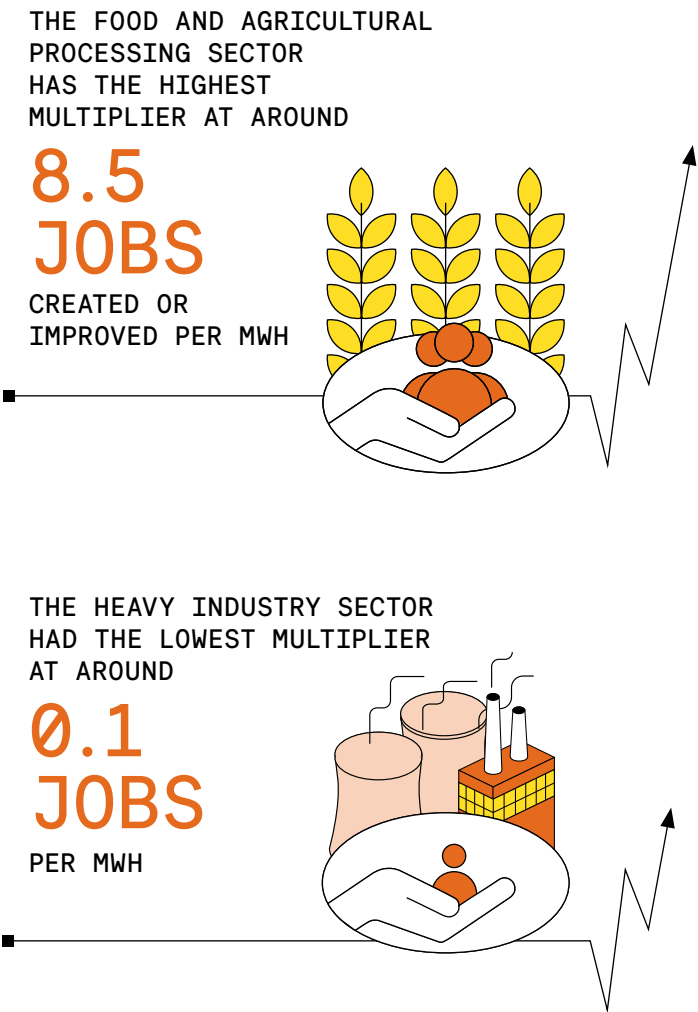 THE FOOD AND AGRICULTURAL
PROCESSING SECTOR
HAS THE HIGHEST
MULTIPLIER AT AROUND
8.5
JOBS
CREATED OR
IMPROVED PER MWH
THE HEAVY INDUSTRY SECTOR
HAD THE LOWEST MULTIPLIER
AT AROUND
0.1
JOBS
PER MWH